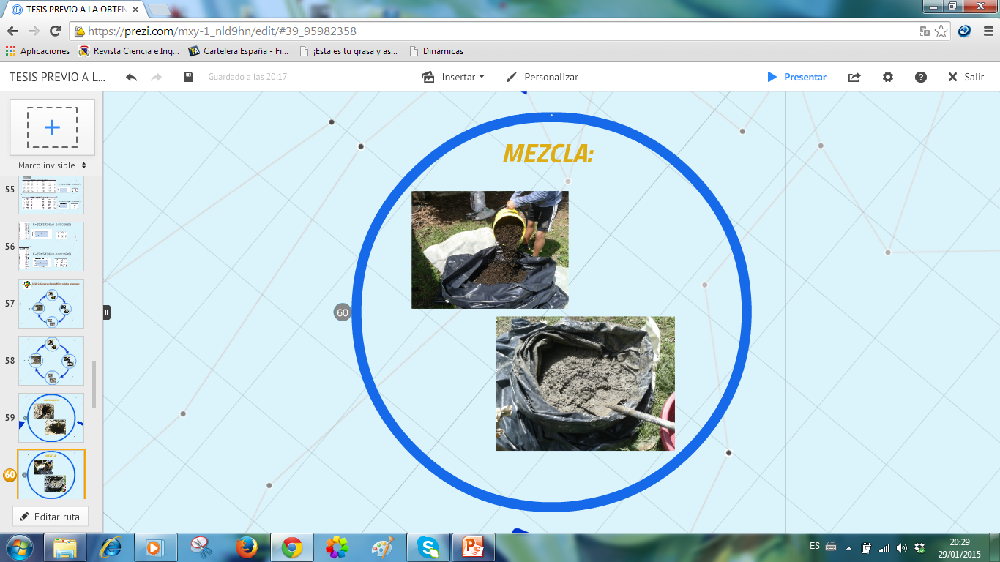 TESIS PREVIO A LA OBTEN
https://prezi.com/mxy-1_nld9hn/edit/#39_95982358
Aplicaciones
Revista Ciencia e Ing...
Cartelera España - Fi...
¡Esta es tu grasa y as...
Dinámicas
TESIS PREVIO A L...
Guardado a las 20:17
Insertar
Personalizar
Presentar
Salir
Marco invisible
55
56
57
58
59
60
Editar ruta
MEZCLA:
60
ES
20:29
29/01/2015